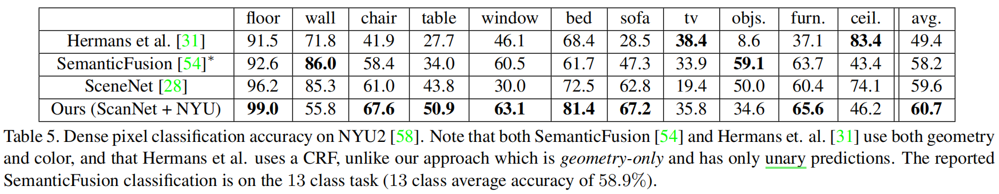 floor wall chair table window bed sofa tv objs. furn. ceil. avg.
Hermans et al. [31] 91.5 71.8 41.9 27.7 46.1 68.4 28.5 38.4 8.6 37.1 83.4 49.4
SemanticFusion [54]* 92.6 86.0 58.4 34.0 60.5 61.7 47.3 33.9 59.1 63.7 43.4 58.2
SceneNet [28] 96.2 85.3 61.0 43.8 30.0 72.5 62.8 19.4 50.0 60.4 74.1 59.6
Ours (ScanNet + NYU) 99.0 55.8 67.6 50.9 63.1 81.4 67.2 35.8 34.6 65.6 46.2 60.7
Table 5. Dense pixel classification accuracy on NYU2 [58]. Note that both SemanticFusion [54] and Hermans et. al. [31] use both geometry
and color, and that Hermans et al. uses a CRF, unlike our approach which is geometry-only and has only unary predictions. The reported
SemanticFusion classification is on the 13 class task (13 class average accuracy of 58.9%).